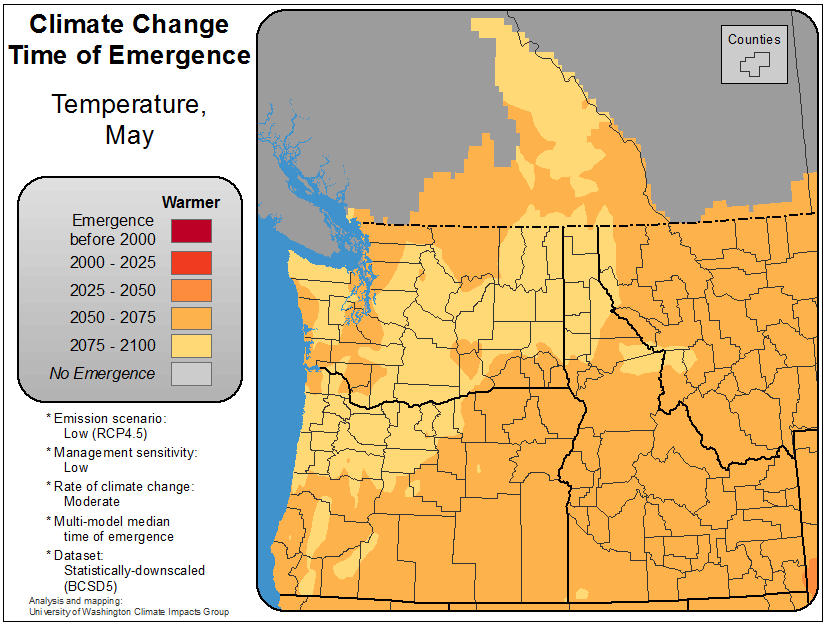 Climate Change
Time of Emergence
Temperature,
May
Warmer
Emergence
before 2000
2000 - 2025
2025 - 2050
2050 - 2075
2075 - 2100
No Emergence
* Emission scenario:
Low (RCP4.5)
* Management sensitivity:
Low
* Rate of climate change:
Moderate
* Multi-model median
time of emergence
* Dataset:
Statistically-downscaled
(BCSD5)
Analysis and mapping:
University of Washington Climate Impacts Group
Counties